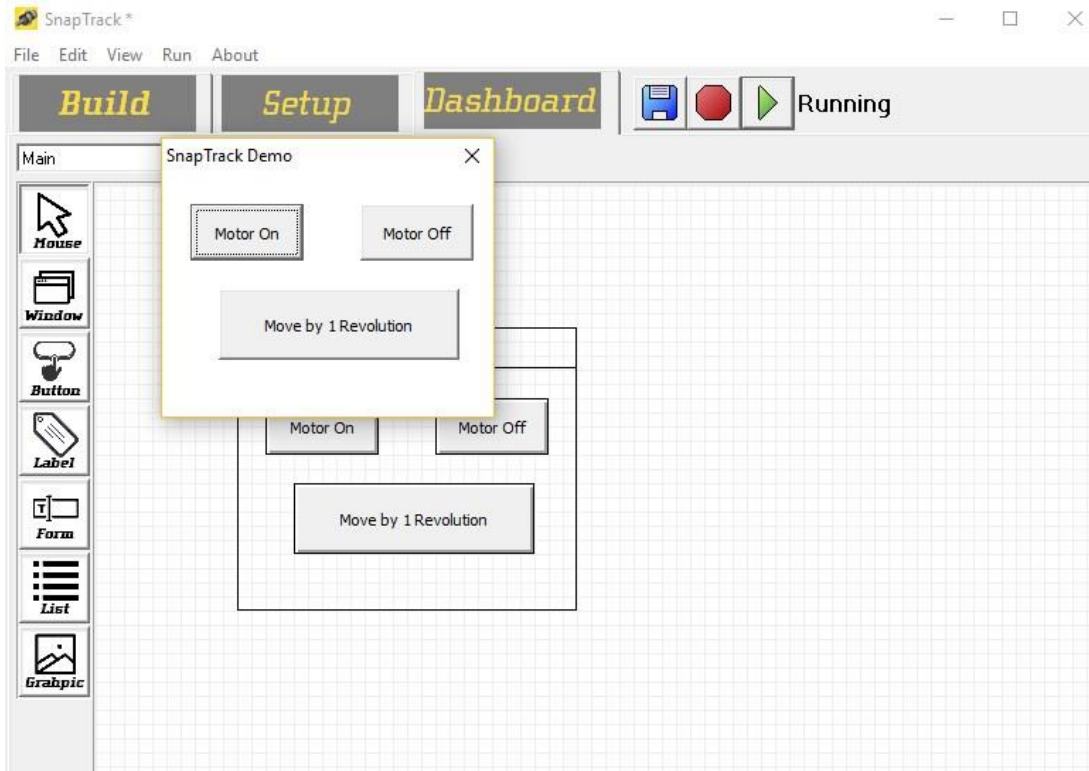 SnapTrack *
File Edit View Run About
Build Setup Dashboard Running
Main
SnapTrack Demo
Motor On Motor Off
Move by 1 Revolution
Mouse
Window
Button
Label
Form
List
Grahpic
Motor On Motor Off
Move by 1 Revolution